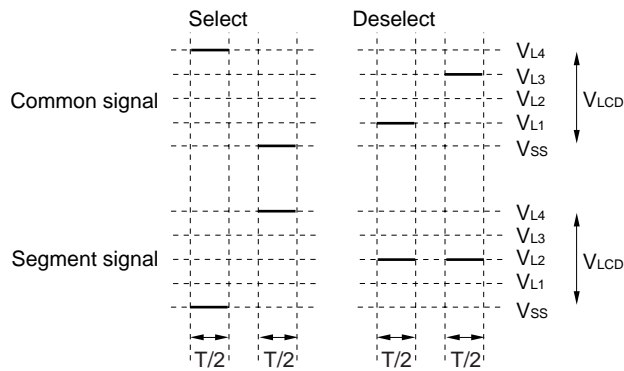 Select Deselect
VL4
VL3
Common signal VL2 VLCD
VL1
VSS
VL4
VL3
Segment signal VL2 VLCD
VL1
VSS
T/2 T/2 T/2 T/2